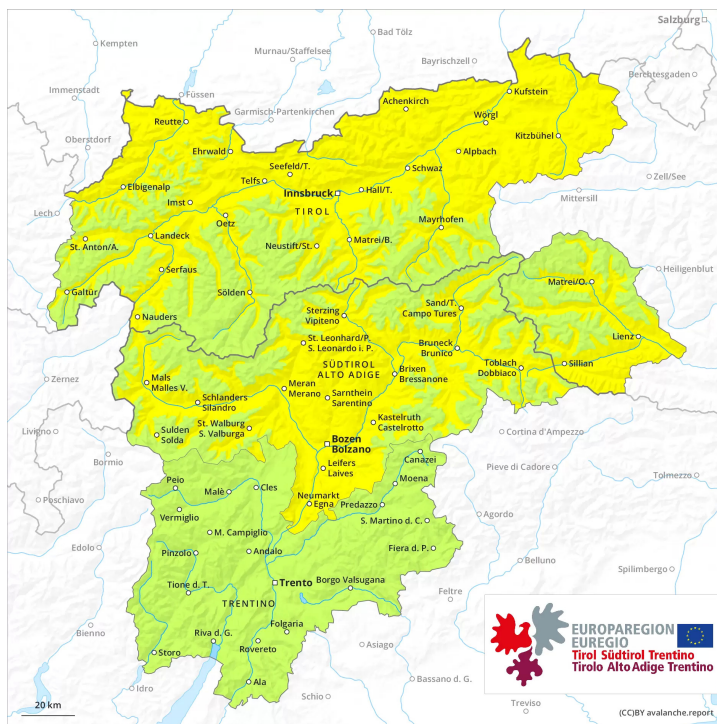 Salzburg
Kempten
Bad Tölz
Murnau/Staffelsee
Bayrischzell
Berchtesgaden
Immenstadt
Füssen
Garmisch-Partenkirchen
Achenkirch
Kufstein
Reutte
Wörgl
Oberstdorf
Ehrwald
Kitzbühel
Alpbach
Seefeld/T.
Schwaz
Zell/See
Telfs
Elbigenalp
Innsbruck
Hall/T.
Mittersill
Imst
Lech
TIROL
Oetz
Mayrhofen
St. Anton/A.
Landeck
Neustift/St.
Matrei/B.
Serfaus
Heiligenblut
Galtür
Sölden
Matrei/O.
Nauders
Sand/T.
Campo Tures
Sterzing
Vipiteno
Lienz
St. Leonhard/P.
S. Leonardo i. P.
Bruneck
Brunico
Toblach
Dobbiaco
Sillian
SÜDTIROL
ALTO ADIGE
Brixen
Bressanone
Zernez
Mals
Malles V.
Meran
Merano
Sarnthein
Sarentino
Schlanders
Silandro
St. Walburg
S. Valburga
Kastelruth
Castelrotto
Livigno
Sulden
Solda
Cortina d'Ampezzo
Bozen
Bolzano
Bormio
Canazei
Pieve di Cadore
Leifers
Laives
Moena
Tolmezzo
Peio
Malè
Cles
Poschiavo
Neumarkt
Egna
Predazzo
Vermiglio
Agordo
S. Martino d. C.
M. Campiglio
Edolo
Pinzolo
Andalo
Fiera d. P.
Belluno
Spilimbergo
Trento
Borgo Valsugana
Tione d. T.
Feltre
TRENTINO
Folgaria
Bienno
Riva d. G.
Rovereto
Asiago
Storo
Bassano d. G.
Ala
Idro
Schio
Treviso
EUROPAREGION
EUREGIO
Tirol Südtirol Trentino
Tirolo Alto Adige Trentino
20 km
(CC)BY avalanche.report